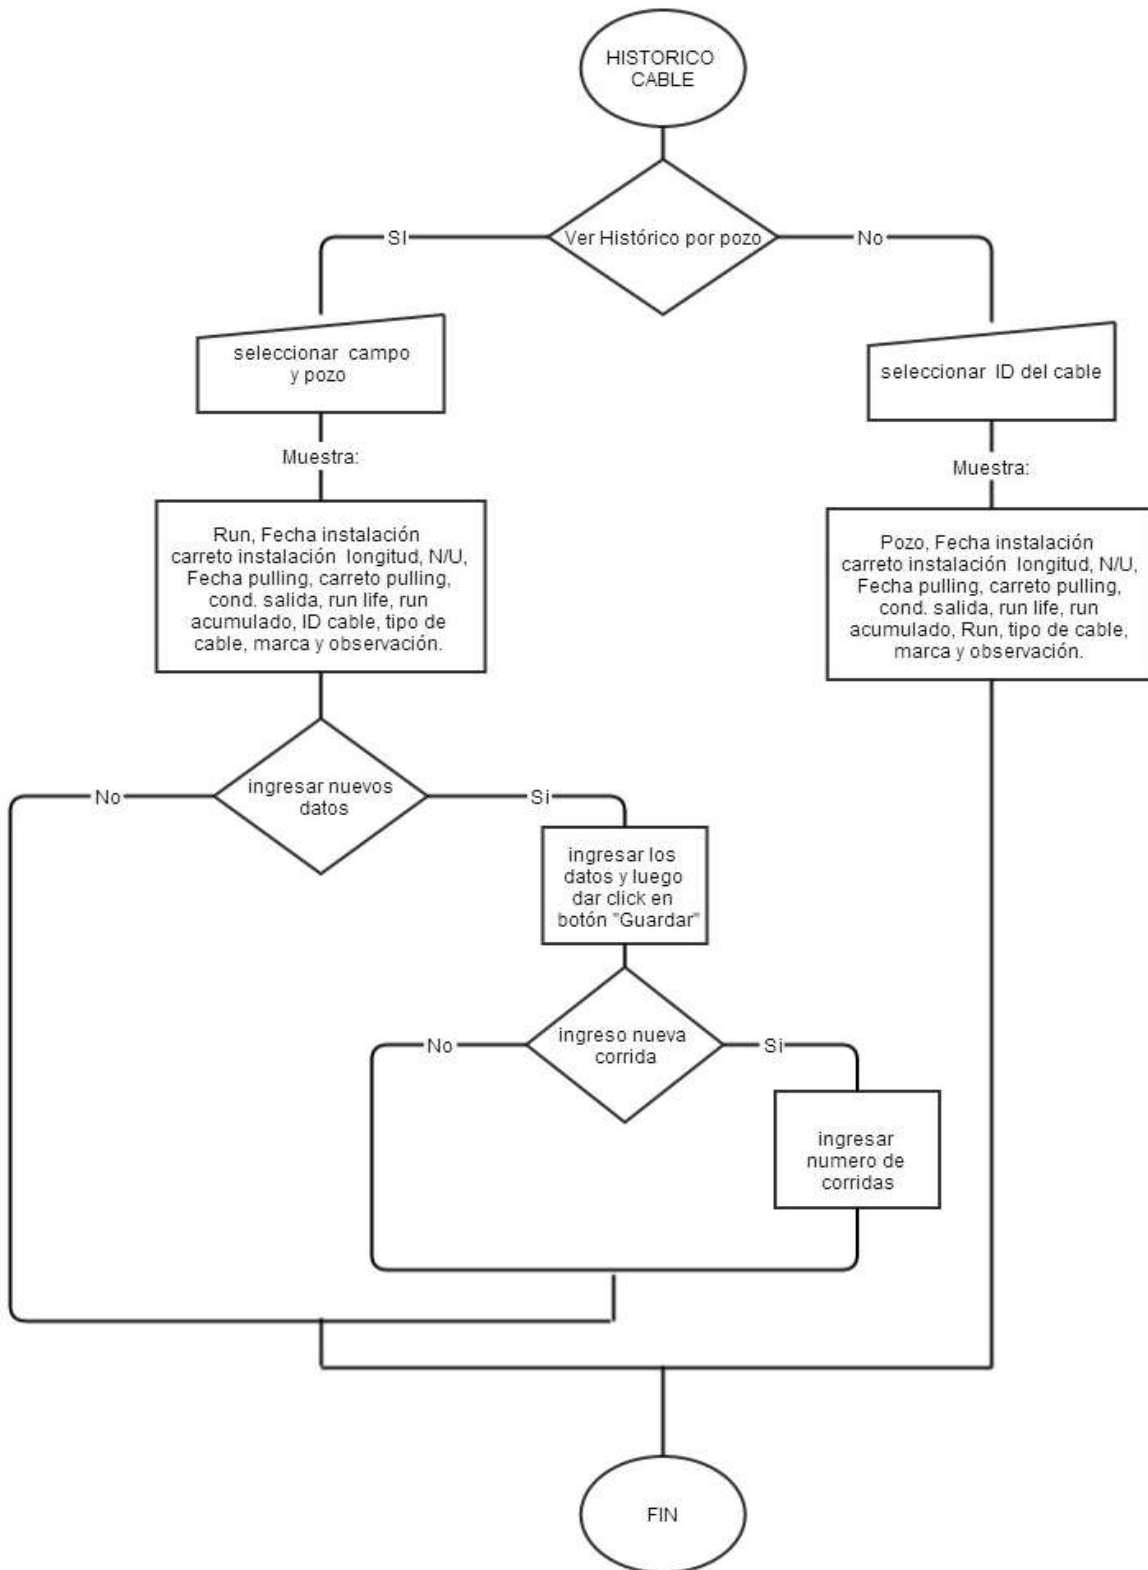 HISTORICO
CABLE
Ver Histórico por pozo
SI
No
seleccionar campo
y pozo
seleccionar ID del cable
Muestra:
Muestra:
Run, Fecha instalación
carreto instalación longitud, N/U,
Fecha pulling, carreto pulling,
cond. salida, run life, run
acumulado, ID cable, tipo de
cable, marca y observación.
Pozo, Fecha instalación
carreto instalación longitud, N/U,
Fecha pulling, carreto pulling,
cond. salida, run life, run
acumulado, Run, tipo de cable,
marca y observación.
ingresar nuevos
datos
No
Si
ingresar los
datos y luego
dar click en
botón "Guardar"
ingreso nueva
corrida
No
Si
ingresar
numero de
corridas
FIN